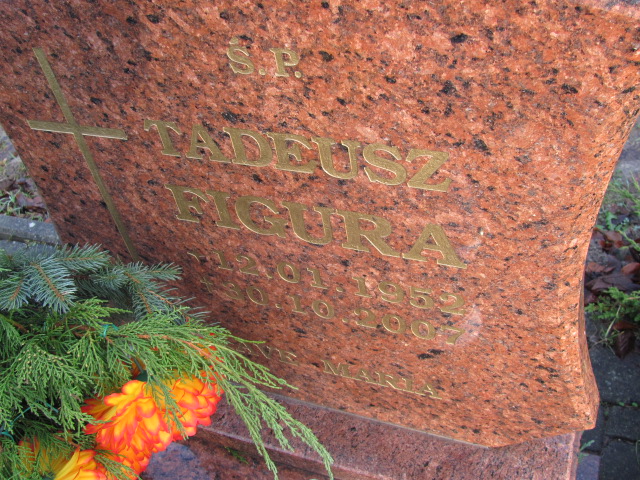 Ś.P.
TADEUSZ
FIGURA
* 12.01.1952
† 30.10.2007
MARIA